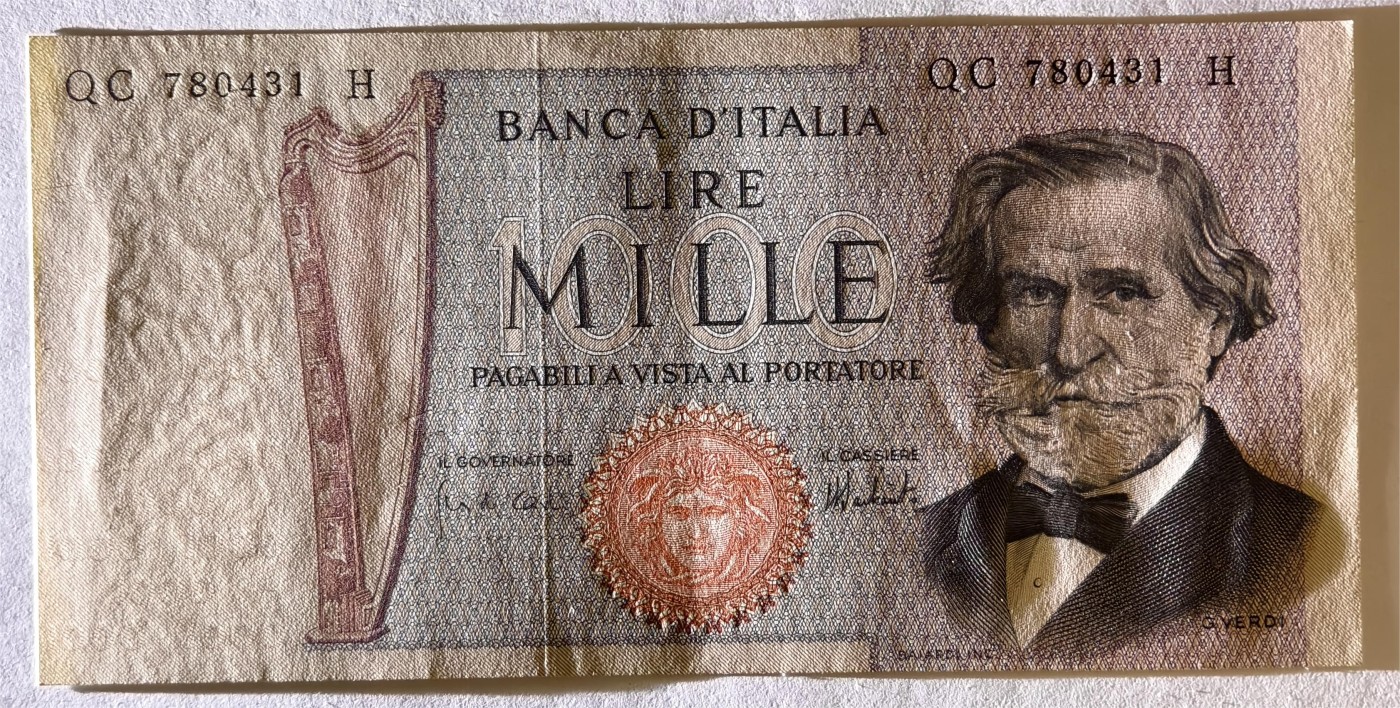 QC 780431 H
QC 780431 H
BANCA D'ITALIA
LIRE
1000
MILLE
PAGABILI A VISTA AL PORTATORE
IL GOVERNATORE
IL CASSIERE
G. VERDI